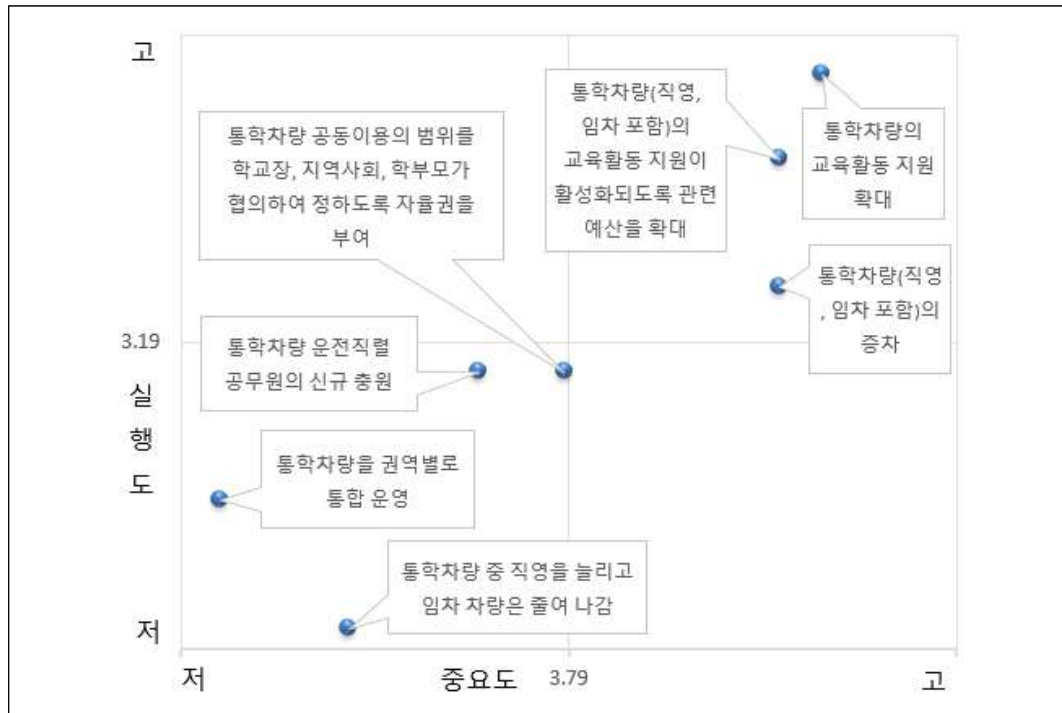 고
통학차량 공동이용의 범위를
학교장, 지역사회, 학부모가
협의하여 정하도록 자율권을
부여
통학차량(직영,
임차 포함)의
교육활동 지원이
활성화되도록 관련
예산을 확대
통학차량의
교육활동 지원
확대
통학차량(직영
, 임차 포함)의
증차
3.19
실
행
도
통학차량 운전직렬
공무원의 신규 충원
통학차량을 권역별로
통합 운영
통학차량 중 직영을 늘리고
임차 차량은 줄여 나감
저
저
중요도
3.79
고